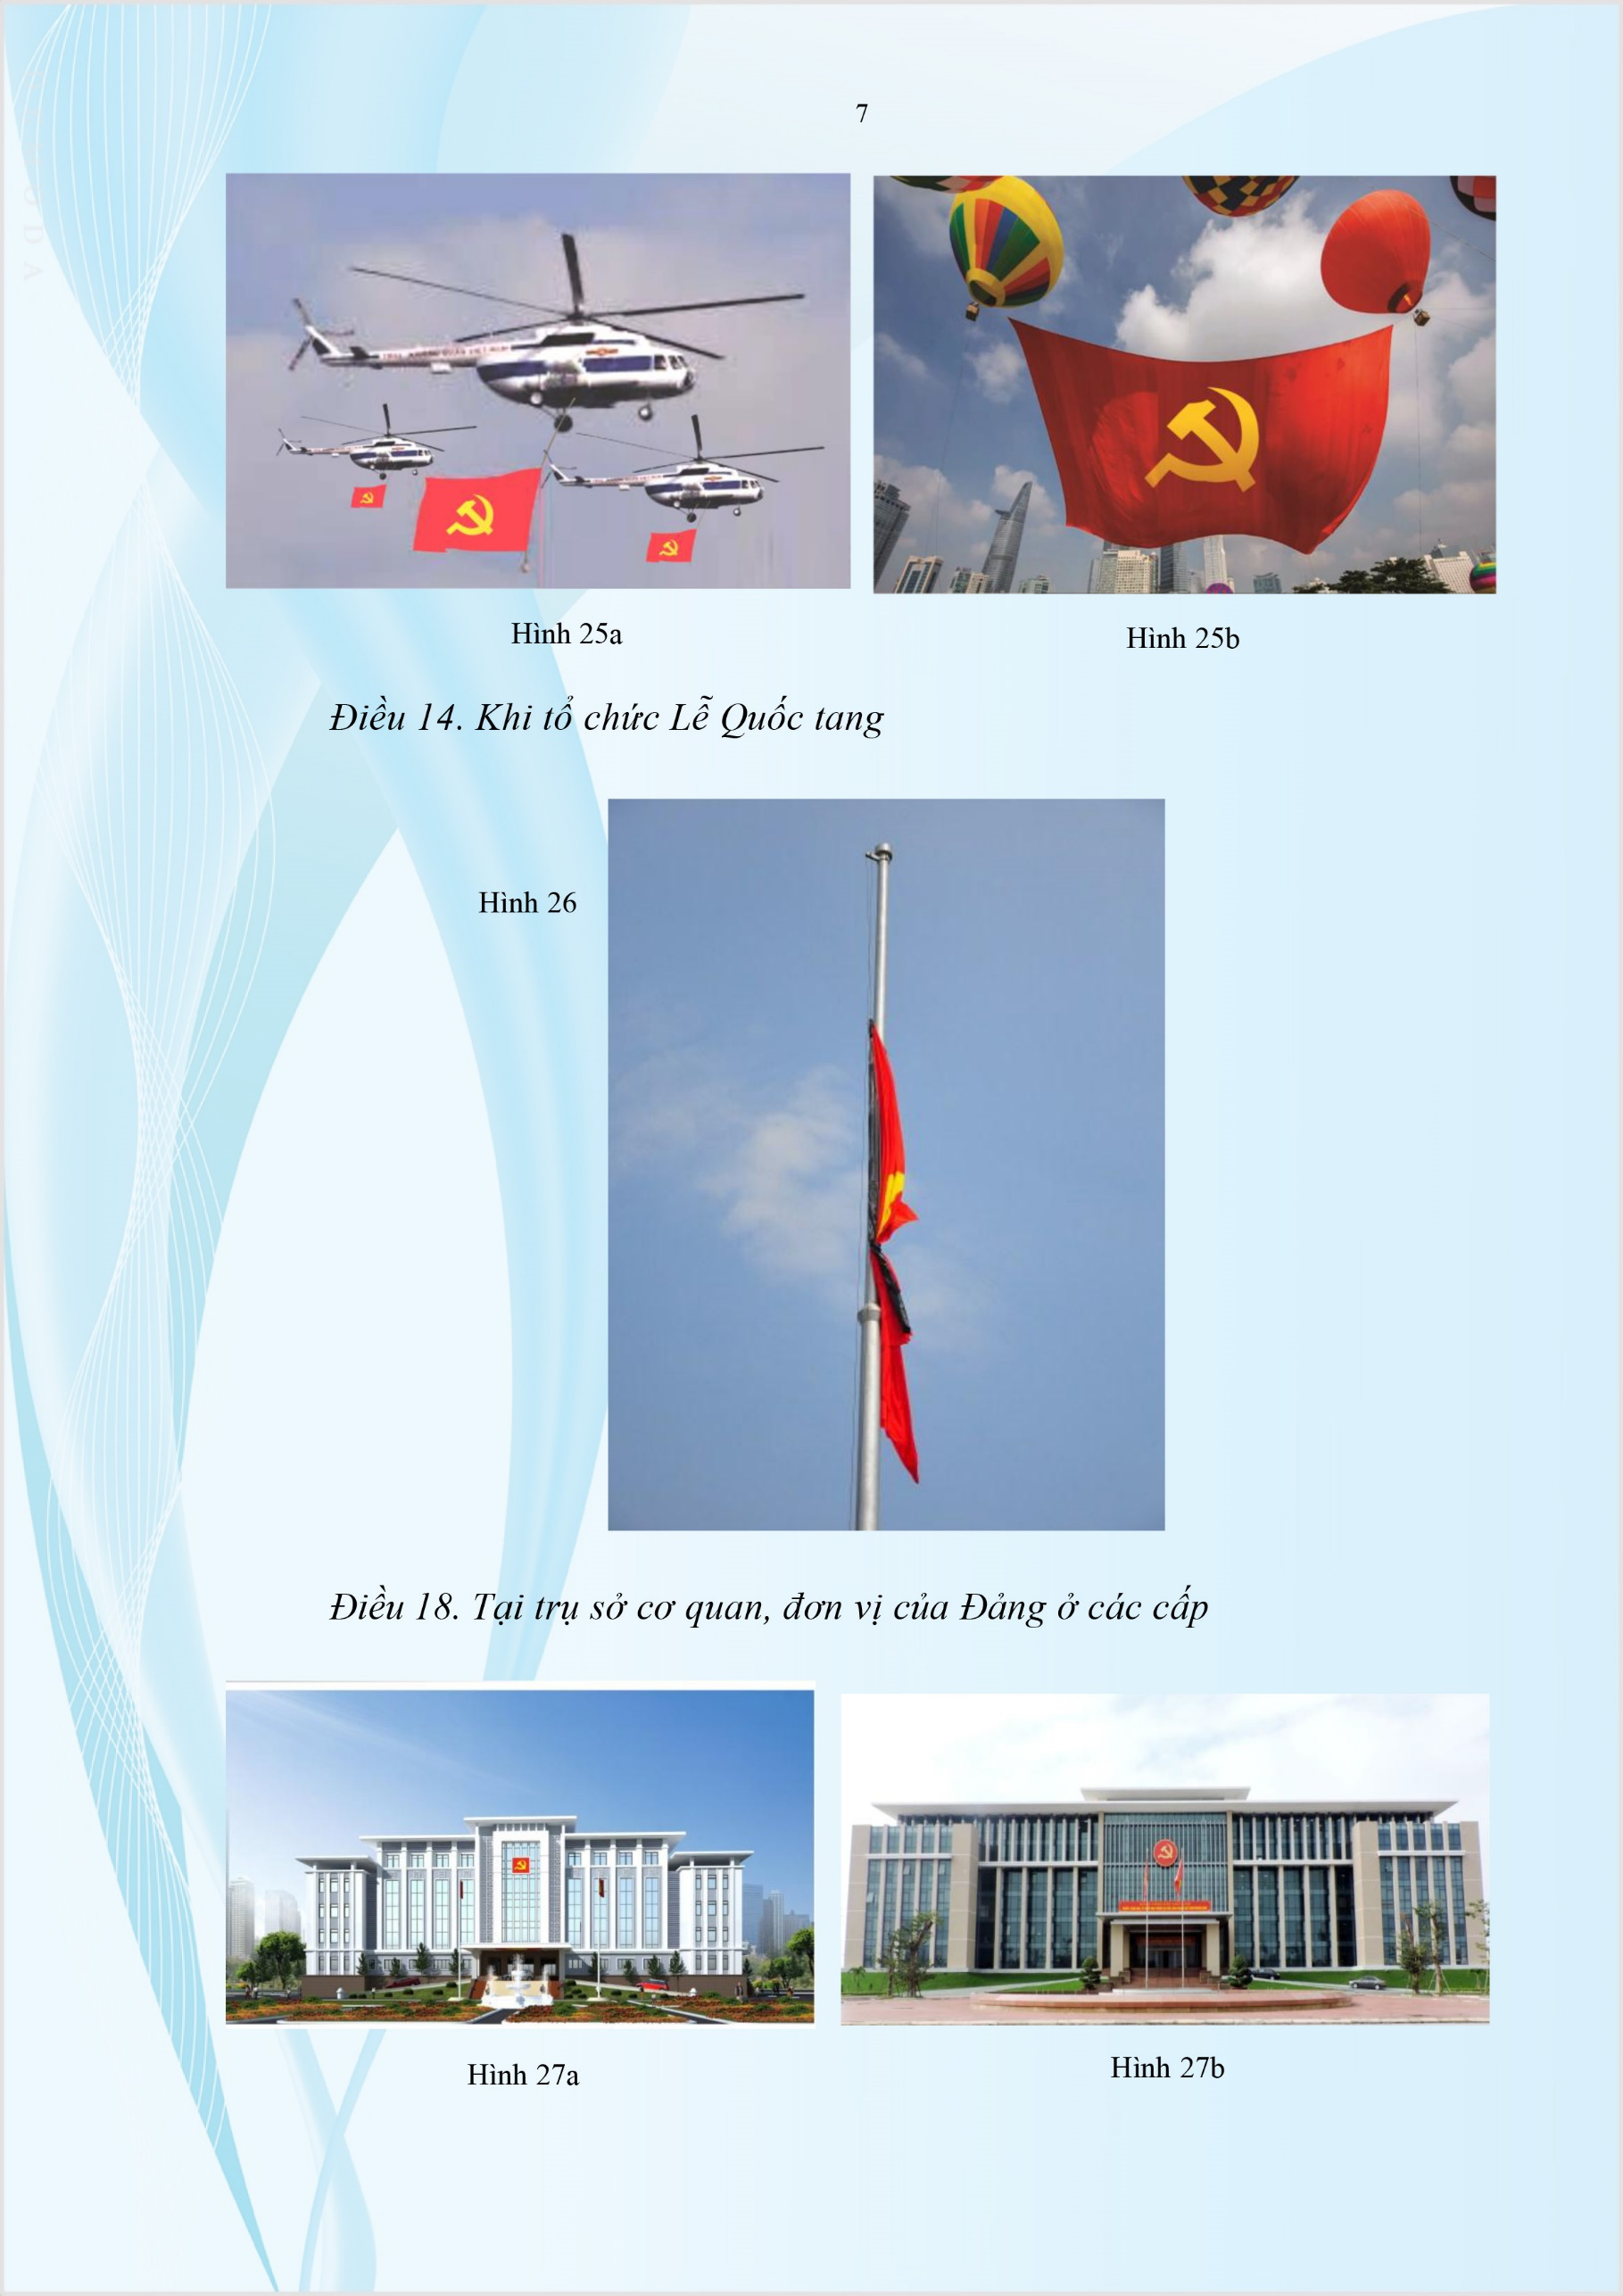 7
Hình 25a
Hình 25b
Điều 14. Khi tổ chức Lễ Quốc tang
Hình 26
Điều 18. Tại trụ sở cơ quan, đơn vị của Đảng ở các cấp
Hình 27a
Hình 27b